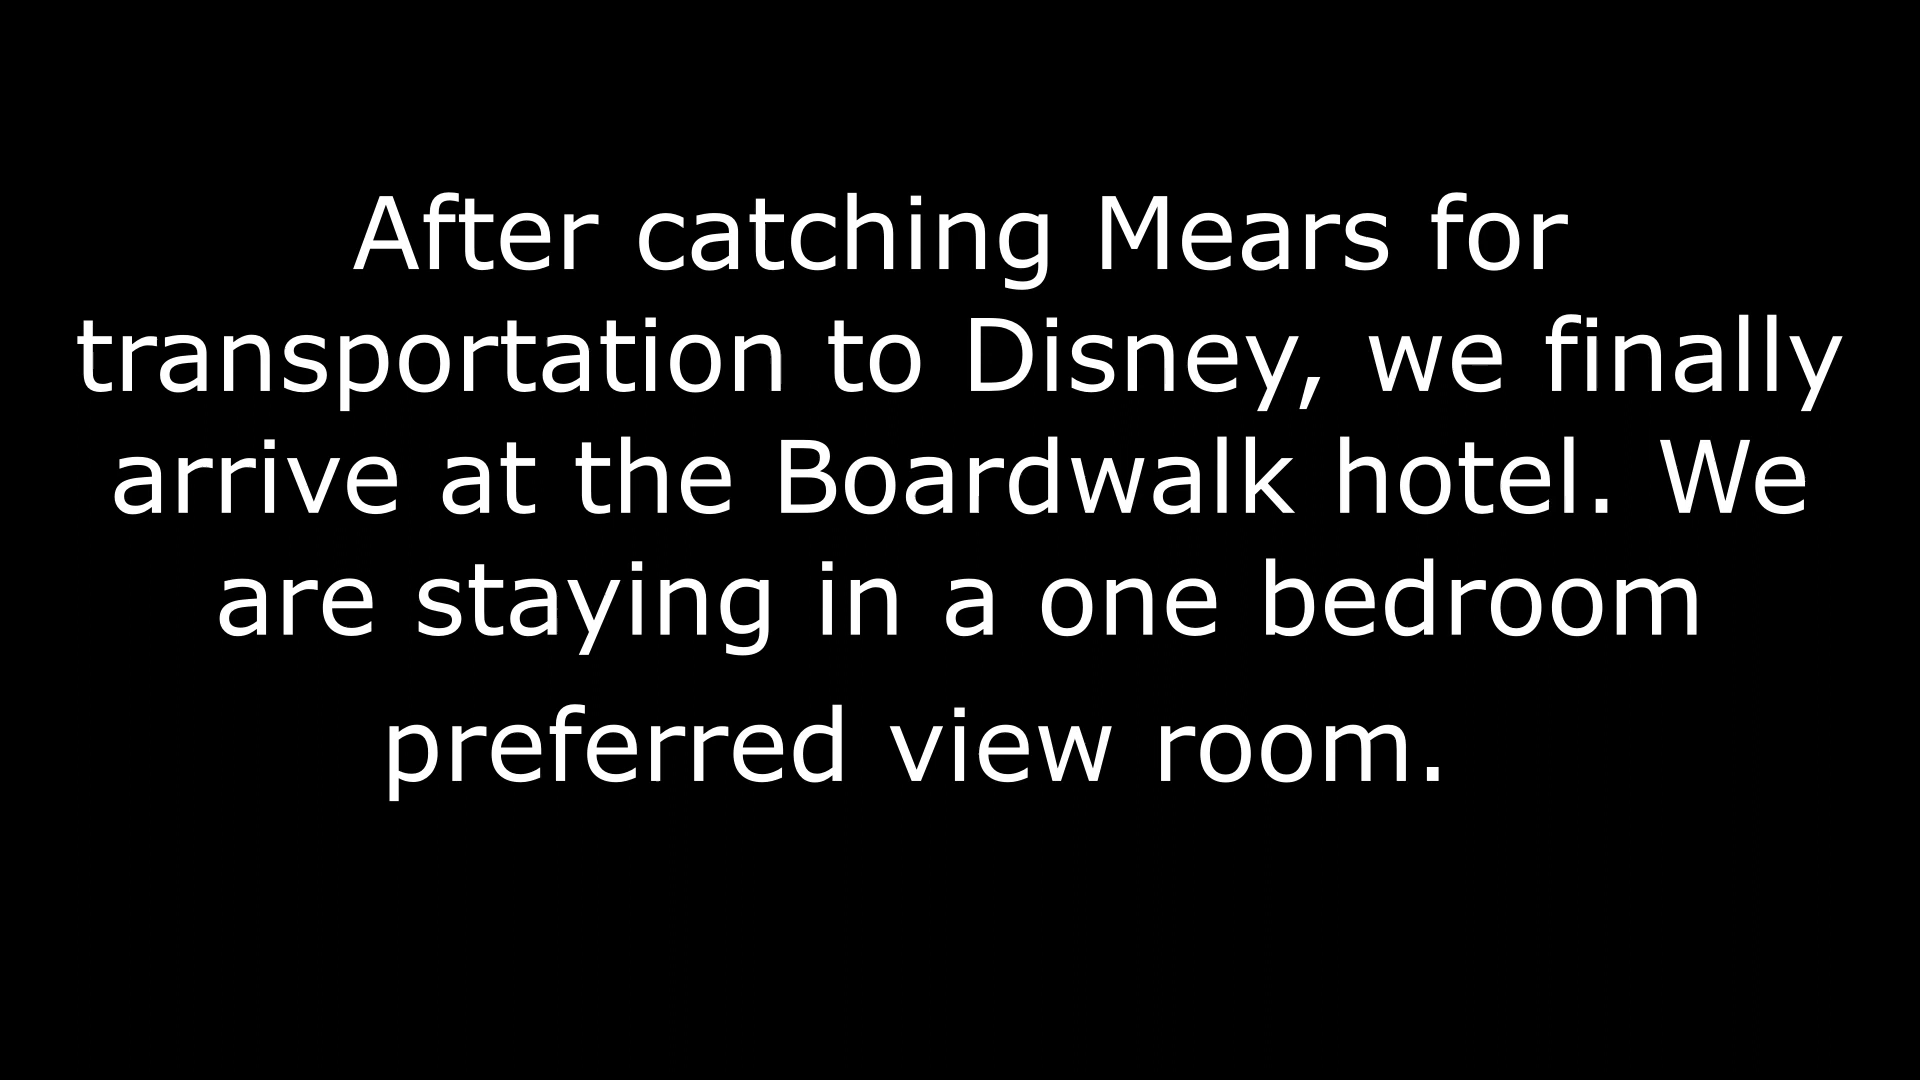 After catching Mears for
transportation to Disney, we finally
arrive at the Boardwalk hotel. We
are staying in a one bedroom
preferred view room.